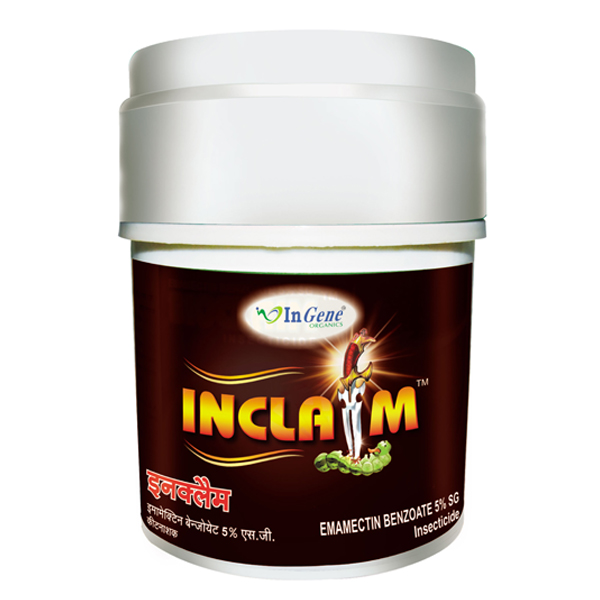 InGene®
ORGANICS
INCLAIM™
इनक्लैम
इमामेक्टिन बेन्जोयेट 5% एस.जी.
कीटनाशक
EMAMECTIN BENZOATE 5% SG
Insecticide